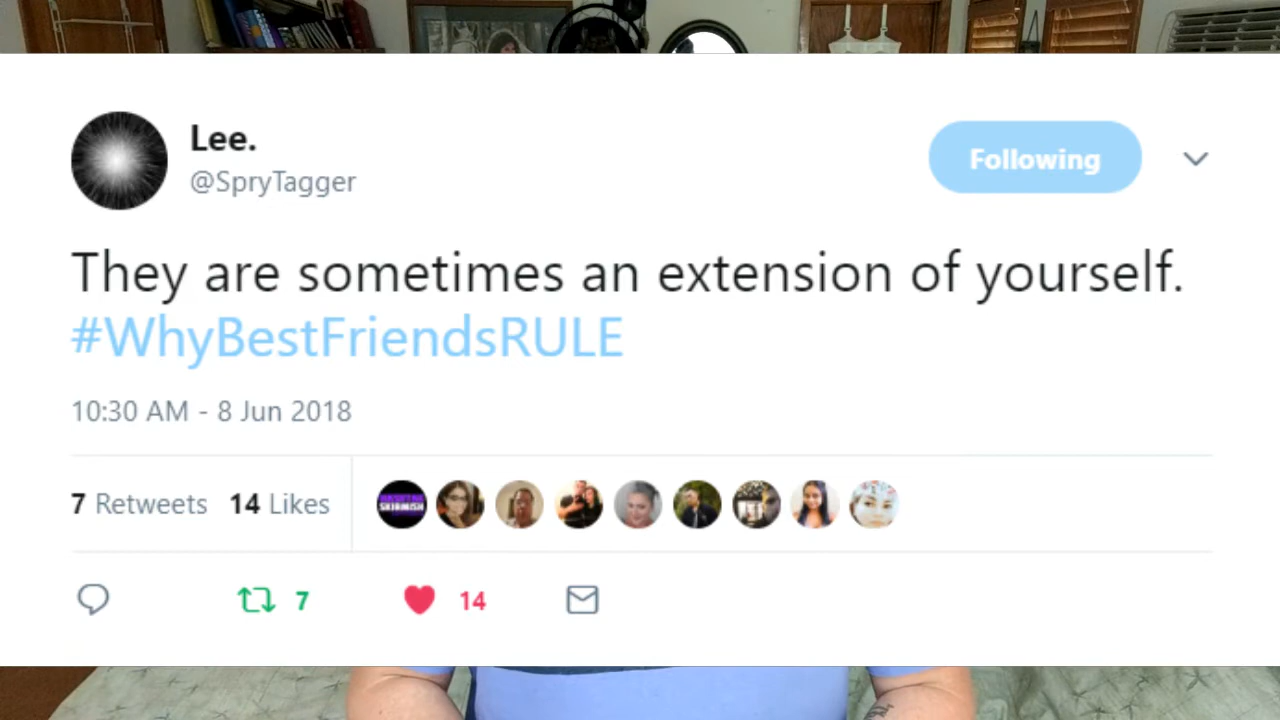 Lee.
@SpryTagger
Following
They are sometimes an extension of yourself.
#WhyBestFriendsRULE
10:30 AM - 8 Jun 2018
7 Retweets 14 Likes
SKIRMISH
7 14